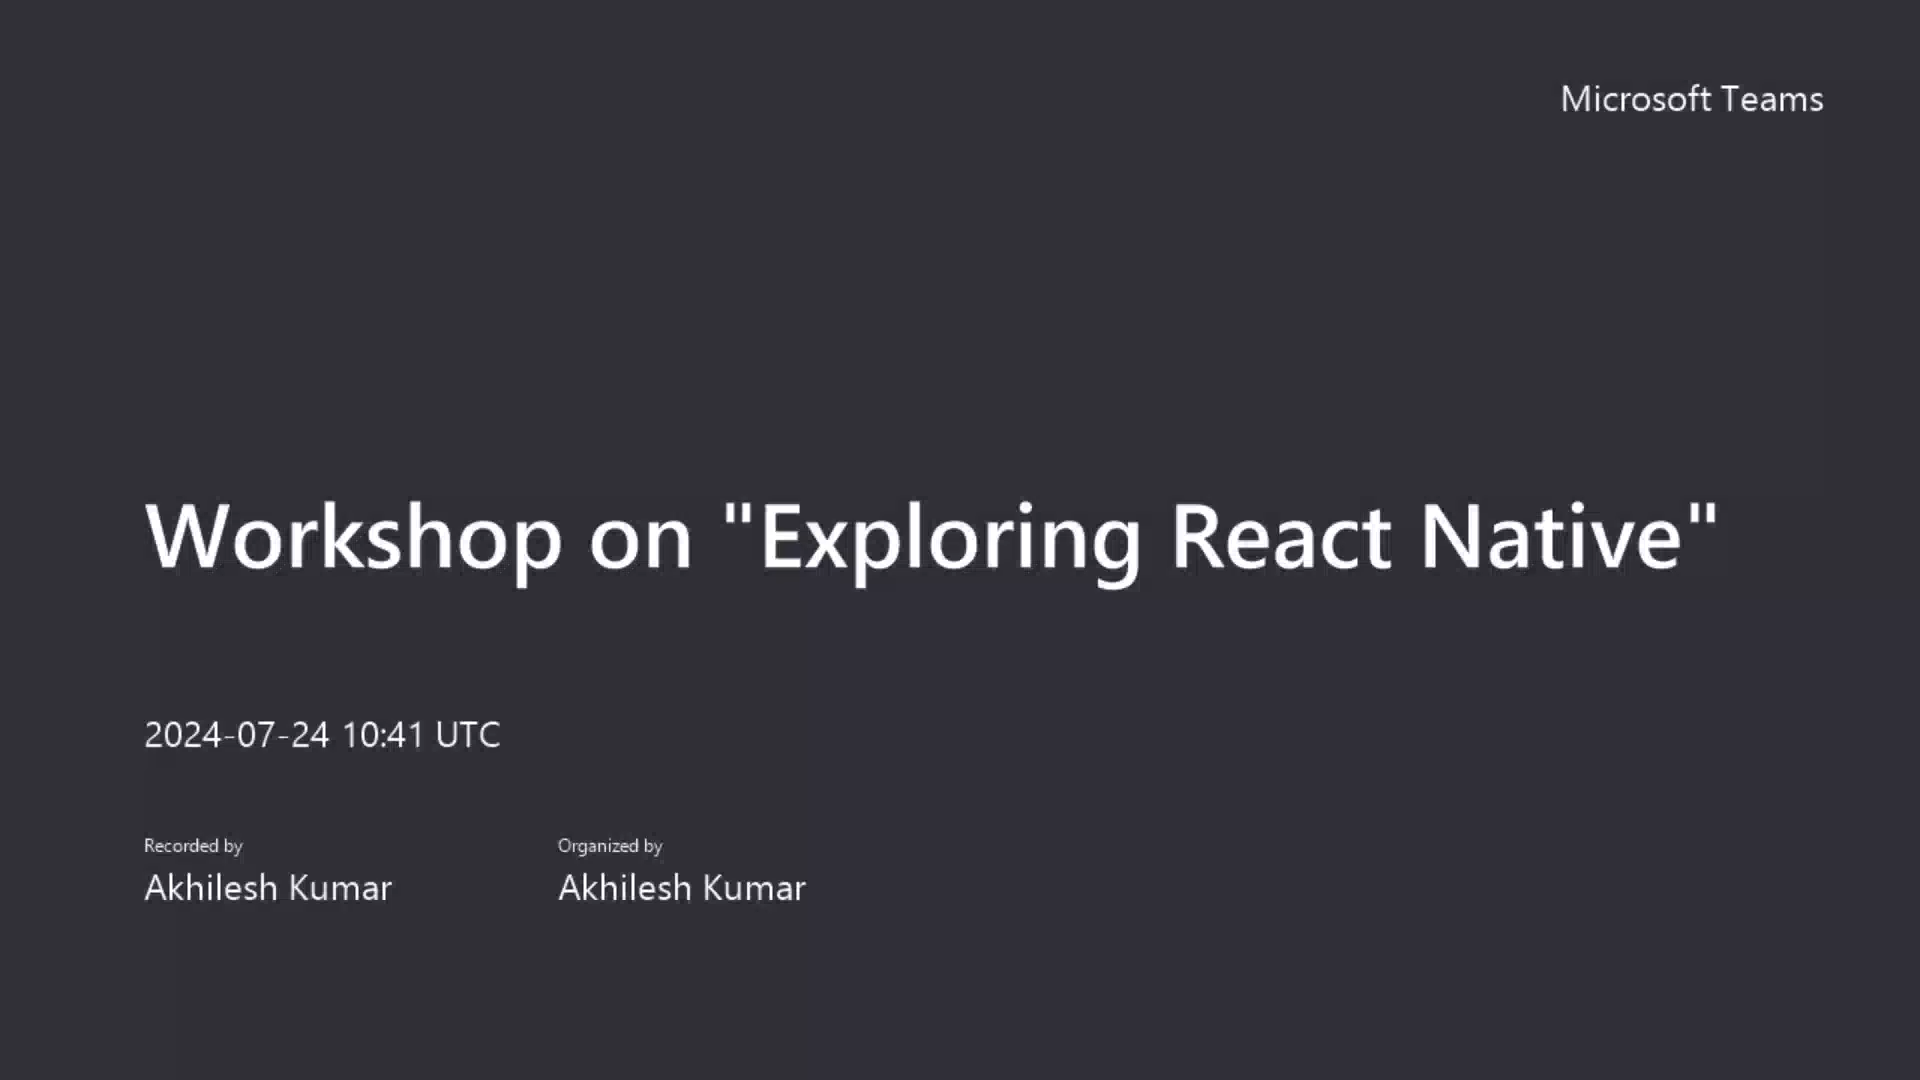 Microsoft Teams
Workshop on "Exploring React Native"
2024-07-24 10:41 UTC
Recorded by
Akhilesh Kumar
Organized by
Akhilesh Kumar